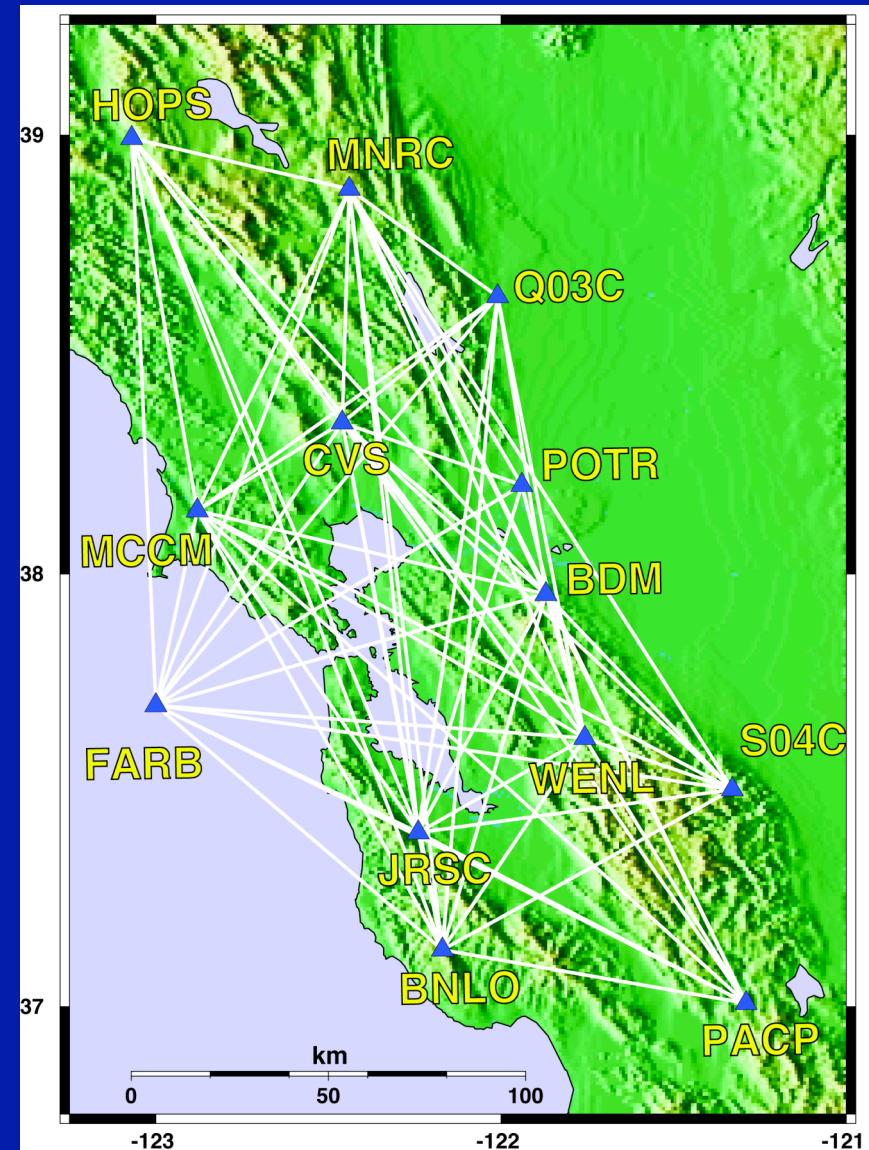 HOPS
39
MNRC
Q03C
CVS
POTR
MCCM
38
BDM
FARB
S04C
WENL
JRSC
BNLO
37
PACP
km
0 50 100
-123 -122 -121